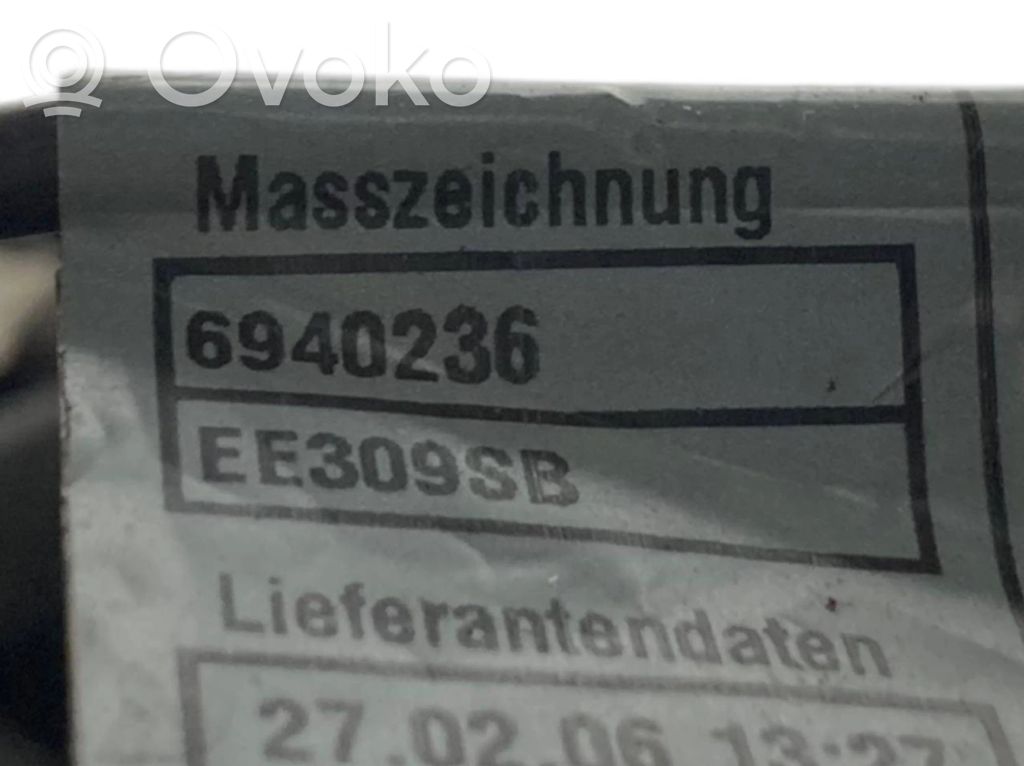 Ovoko
Masszeichnung
6940236
EE309SB
Lieferantendaten
27.02.06 13:27